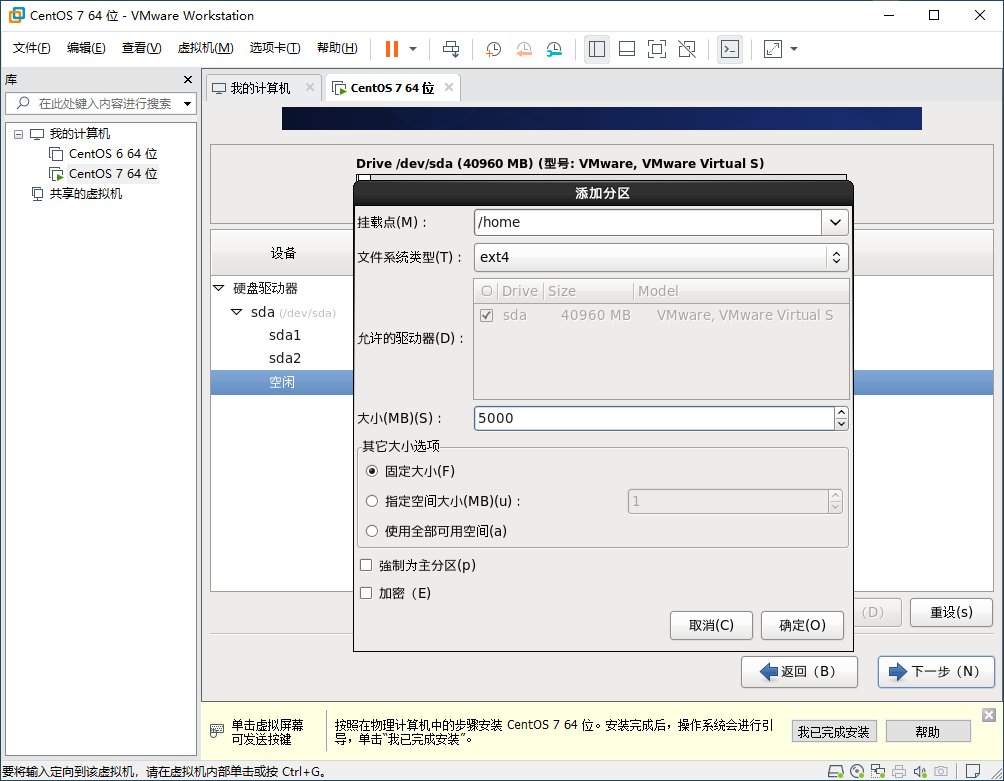 CentOS 7 64 位 - VMware Workstation
文件(F) 编辑(E) 查看(V) 虚拟机(M) 选项卡(T) 帮助(H)
库
在此处键入内容进行搜索
我的计算机
CentOS 6 64 位
CentOS 7 64 位
共享的虚拟机
我的计算机
CentOS 7 64 位
Drive /dev/sda (40960 MB) (型号: VMware, VMware Virtual S)
设备
硬盘驱动器
sda (/dev/sda)
sda1
sda2
空闲
添加分区
挂载点(M)： /home
文件系统类型(T)： ext4
Drive Size Model
sda 40960 MB VMware, VMware Virtual S
允许的驱动器(D)：
大小(MB)(S)： 5000
其它大小选项
固定大小(F)
指定空间大小(MB)(u)： 1
使用全部可用空间(a)
強制为主分区(p)
加密（E)
取消(C) 确定(O)
(D) 重设(s)
返回（B） 下一步（N）
单击虚拟屏幕
可发送按键
按照在物理计算机中的步骤安装 CentOS 7 64 位。安装完成后，操作系统会进行引
导，单击“我已完成安装”。
我已完成安装 帮助
要将输入定向到该虚拟机，请在虚拟机内部单击或按 Ctrl+G。